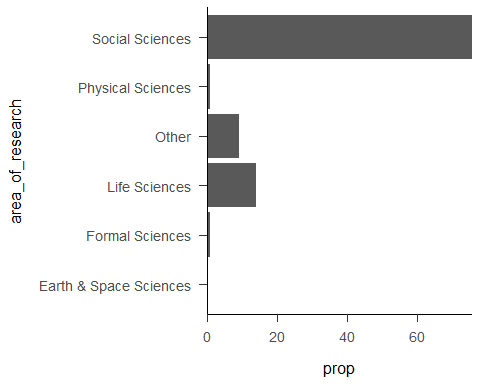 area_of_research
Social Sciences
Physical Sciences
Other
Life Sciences
Formal Sciences
Earth & Space Sciences
0 20 40 60
prop